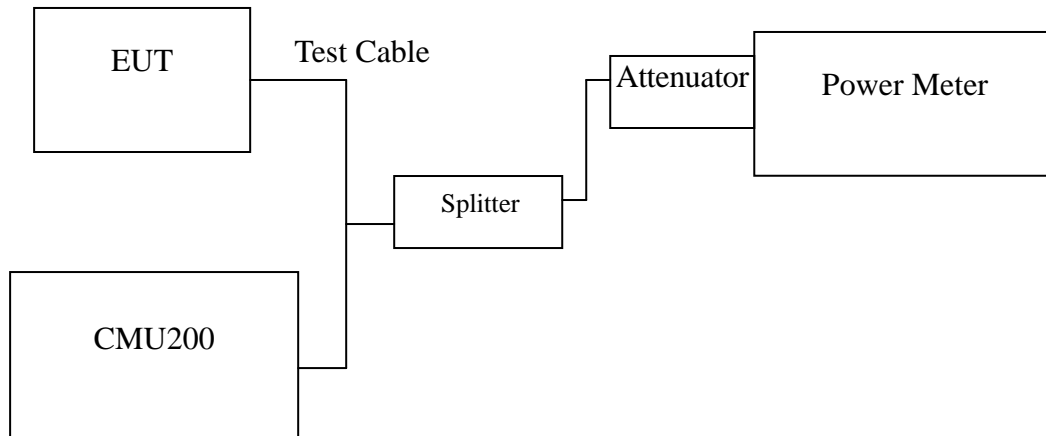 EUT
Test Cable
Attenuator
Power Meter
Splitter
CMU200